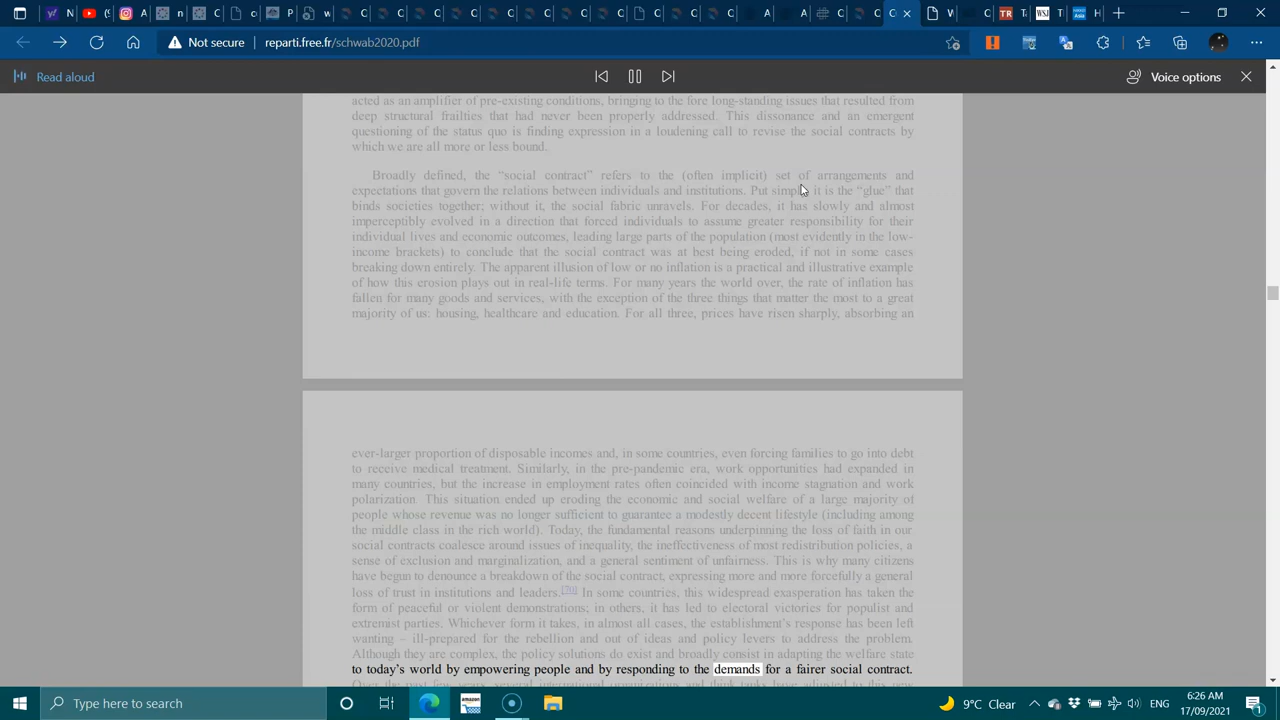 N
C
A
n
n
C
P
w
C
C
C
C
C
C
C
C
C
C
C
A
A
C
C
C
W
C
T
T
H
Not secure
reparti.free.fr/schwab2020.pdf
Read aloud
Voice options
acted as an amplifier of pre-existing conditions, bringing to the fore long-standing issues that resulted from
deep structural frailties that had never been properly addressed. This dissonance and an emergent
questioning of the status quo is finding expression in a loudening call to revise the social contracts by
which we are all more or less bound.
Broadly defined, the “social contract” refers to the (often implicit) set of arrangements and
expectations that govern the relations between individuals and institutions. Put simply, it is the “glue” that
binds societies together; without it, the social fabric unravels. For decades, it has slowly and almost
imperceptibly evolved in a direction that forced individuals to assume greater responsibility for their
individual lives and economic outcomes, leading large parts of the population (most evidently in the low-
income brackets) to conclude that the social contract was at best being eroded, if not in some cases
breaking down entirely. The apparent illusion of low or no inflation is a practical and illustrative example
of how this erosion plays out in real-life terms. For many years the world over, the rate of inflation has
fallen for many goods and services, with the exception of the three things that matter the most to a great
majority of us: housing, healthcare and education. For all three, prices have risen sharply, absorbing an
ever-larger proportion of disposable incomes and, in some countries, even forcing families to go into debt
to receive medical treatment. Similarly, in the pre-pandemic era, work opportunities had expanded in
many countries, but the increase in employment rates often coincided with income stagnation and work
polarization. This situation ended up eroding the economic and social welfare of a large majority of
people whose revenue was no longer sufficient to guarantee a modestly decent lifestyle (including among
the middle class in the rich world). Today, the fundamental reasons underpinning the loss of faith in our
social contracts coalesce around issues of inequality, the ineffectiveness of most redistribution policies, a
sense of exclusion and marginalization, and a general sentiment of unfairness. This is why many citizens
have begun to denounce a breakdown of the social contract, expressing more and more forcefully a general
loss of trust in institutions and leaders.[70] In some countries, this widespread exasperation has taken the
form of peaceful or violent demonstrations; in others, it has led to electoral victories for populist and
extremist parties. Whichever form it takes, in almost all cases, the establishment’s response has been left
wanting – ill-prepared for the rebellion and out of ideas and policy levers to address the problem.
Although they are complex, the policy solutions do exist and broadly consist in adapting the welfare state
to today’s world by empowering people and by responding to the demands for a fairer social contract.
Over the past few years, several international organizations and think tanks have adjusted to this new
Type here to search
amazon
9°C Clear
ENG
6:26 AM
17/09/2021